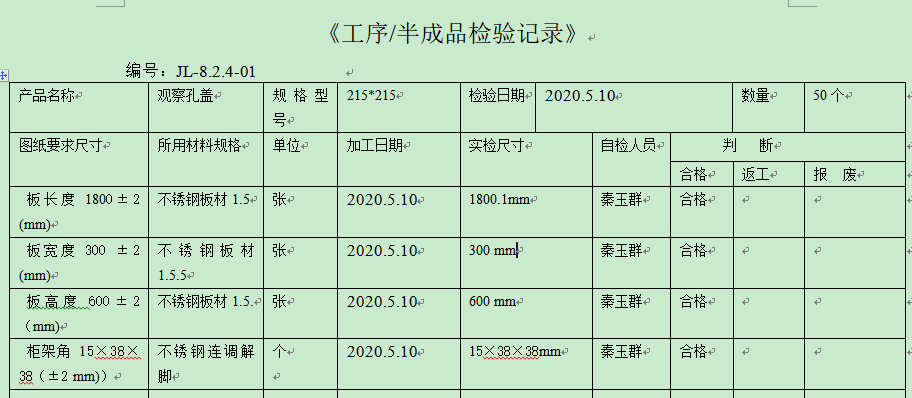 《工序/半成品检验记录》
编号：JL-8.2.4-01
产品名称 观察孔盖 规格型号 215*215 检验日期 2020.5.10 数量 50 个
图纸要求尺寸 所用材料规格 单位 加工日期 实检尺寸 自检人员 判 断
合格 返工 报 废
板长度 1800±2 (mm) 不锈钢板材 1.5 张 2020.5.10 1800.1mm 秦玉群 合格
板宽度 300 ±2 (mm) 不锈钢板材 1.5.5 张 2020.5.10 300 mm 秦玉群 合格
板高度 600±2 （mm) 不锈钢板材 1.5. 张 2020.5.10 600 mm 秦玉群 合格
柜架角 15×38×38（±2 mm)） 不锈钢连调解脚 个 2020.5.10 15×38×38mm 秦玉群 合格